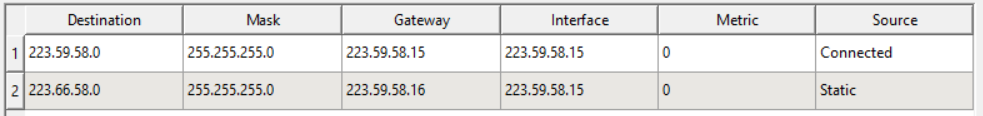 Destination Mask Gateway Interface Metric Source
1 223.59.58.0 255.255.255.0 223.59.58.15 223.59.58.15 0 Connected
2 223.66.58.0 255.255.255.0 223.59.58.16 223.59.58.15 0 Static